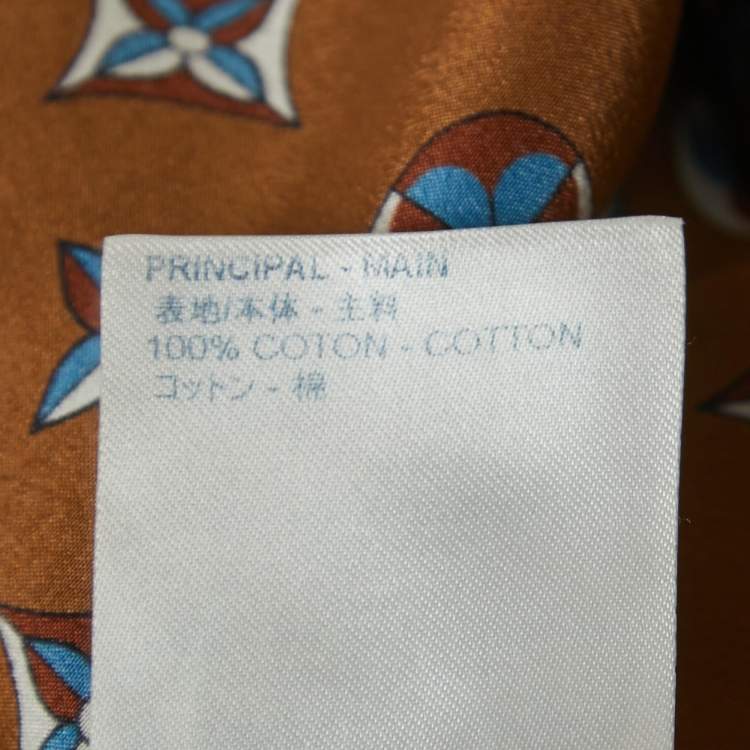 PRINCIPAL - MAIN
表地/本体 - 主料
100% COTON - COTTON
コットン - 棉